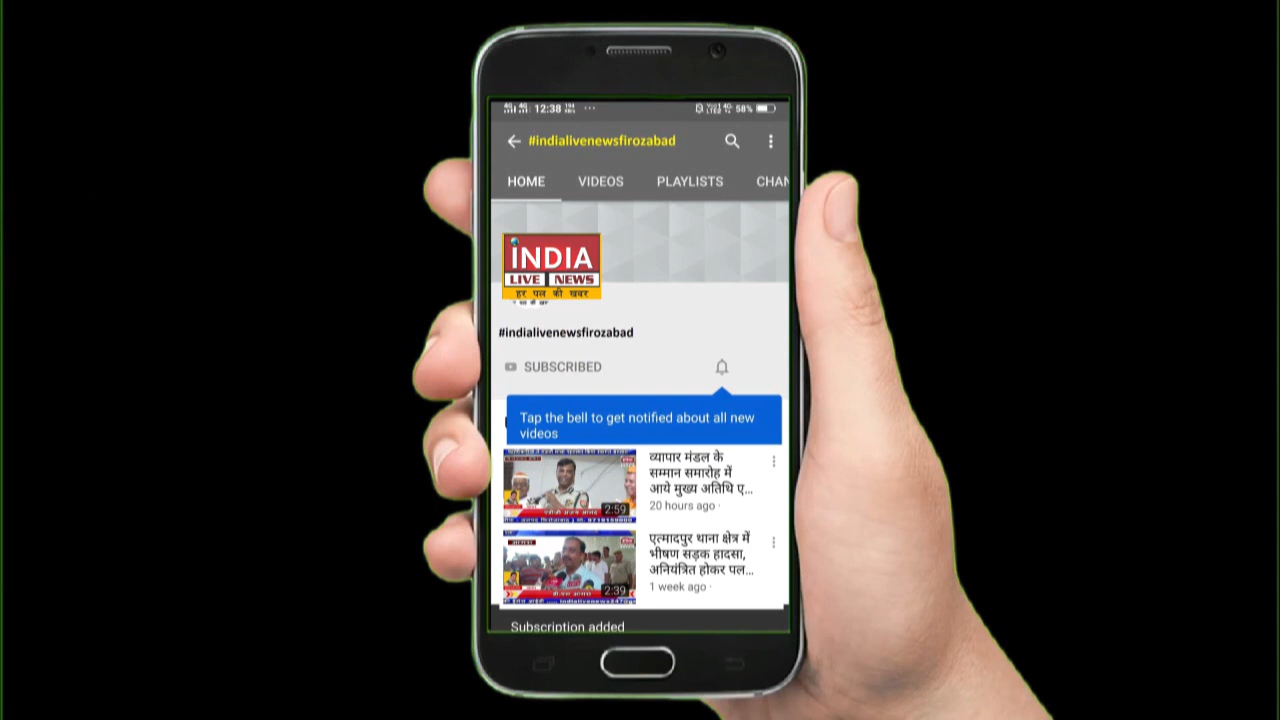 12:38 58%
#indialivenewsfirozabad
HOME VIDEOS PLAYLISTS CHAN
INDIA
LIVE NEWS
हर पल की खबर
#indialivenewsfirozabad
SUBSCRIBED
Tap the bell to get notified about all new
videos
व्यापार मंडल के
सम्मान समारोह में
आये मुख्य अतिथि ए...
20 hours ago ·
2:59
एत्मादपुर थाना क्षेत्र में
भीषण सड़क हादसा,
अनियंत्रित होकर पल...
1 week ago ·
2:39
Subscription added